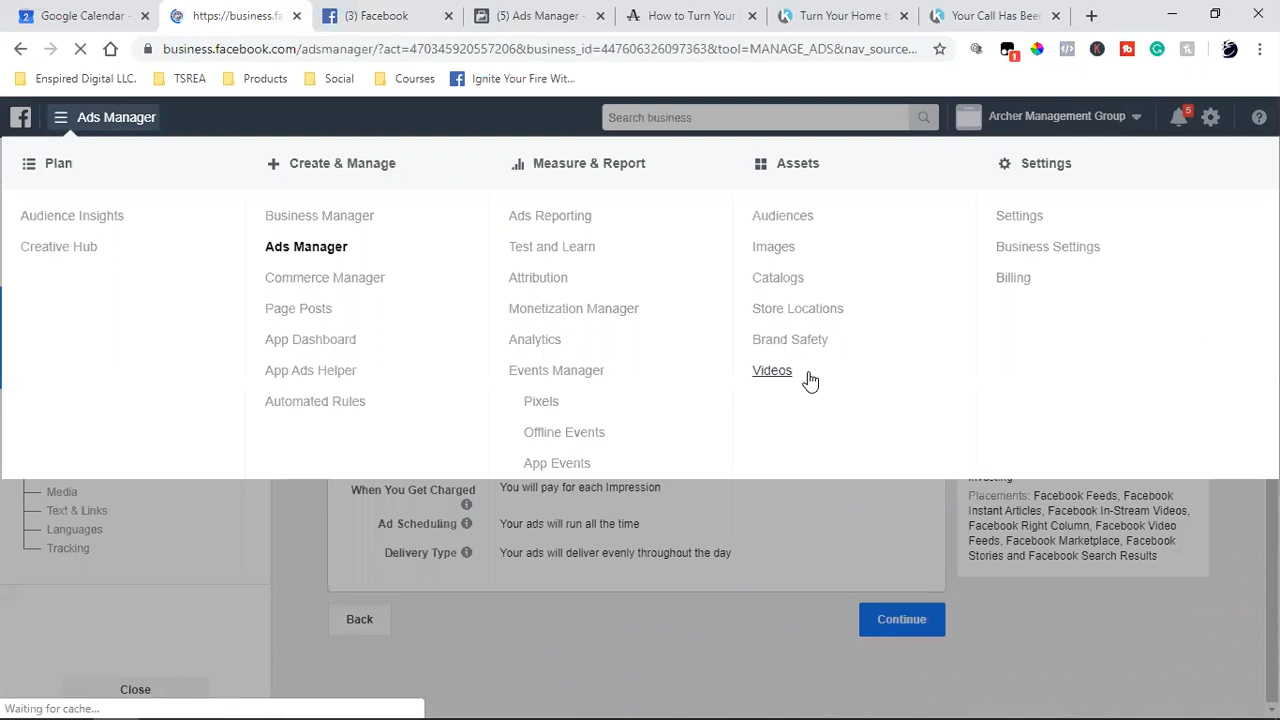 2 Google Calendar -
https://business.fa
(3) Facebook
(5) Ads Manager -
How to Turn Your
Turn Your Home t
Your Call Has Bee
business.facebook.com/adsmanager/?act=470345920557206&business_id=447606326097363&tool=MANAGE_ADS&nav_source...
1
Enspired Digital LLC.
TSREA
Products
Social
Courses
Ignite Your Fire Wit...
Ads Manager
Search business
Archer Management Group
5
Plan
Create & Manage
Measure & Report
Assets
Settings
Audience Insights
Business Manager
Ads Reporting
Audiences
Settings
Creative Hub
Ads Manager
Test and Learn
Images
Business Settings
Commerce Manager
Attribution
Catalogs
Billing
Page Posts
Monetization Manager
Store Locations
App Dashboard
Analytics
Brand Safety
App Ads Helper
Events Manager
Videos
Automated Rules
Pixels
Offline Events
App Events
Media
Text & Links
Languages
Tracking
When You Get Charged
You will pay for each Impression
Ad Scheduling
Your ads will run all the time
Delivery Type
Your ads will deliver evenly throughout the day
Placements: Facebook Feeds, Facebook
Instant Articles, Facebook In-Stream Videos,
Facebook Right Column, Facebook Video
Feeds, Facebook Marketplace, Facebook
Stories and Facebook Search Results
Back
Continue
Close
Waiting for cache...